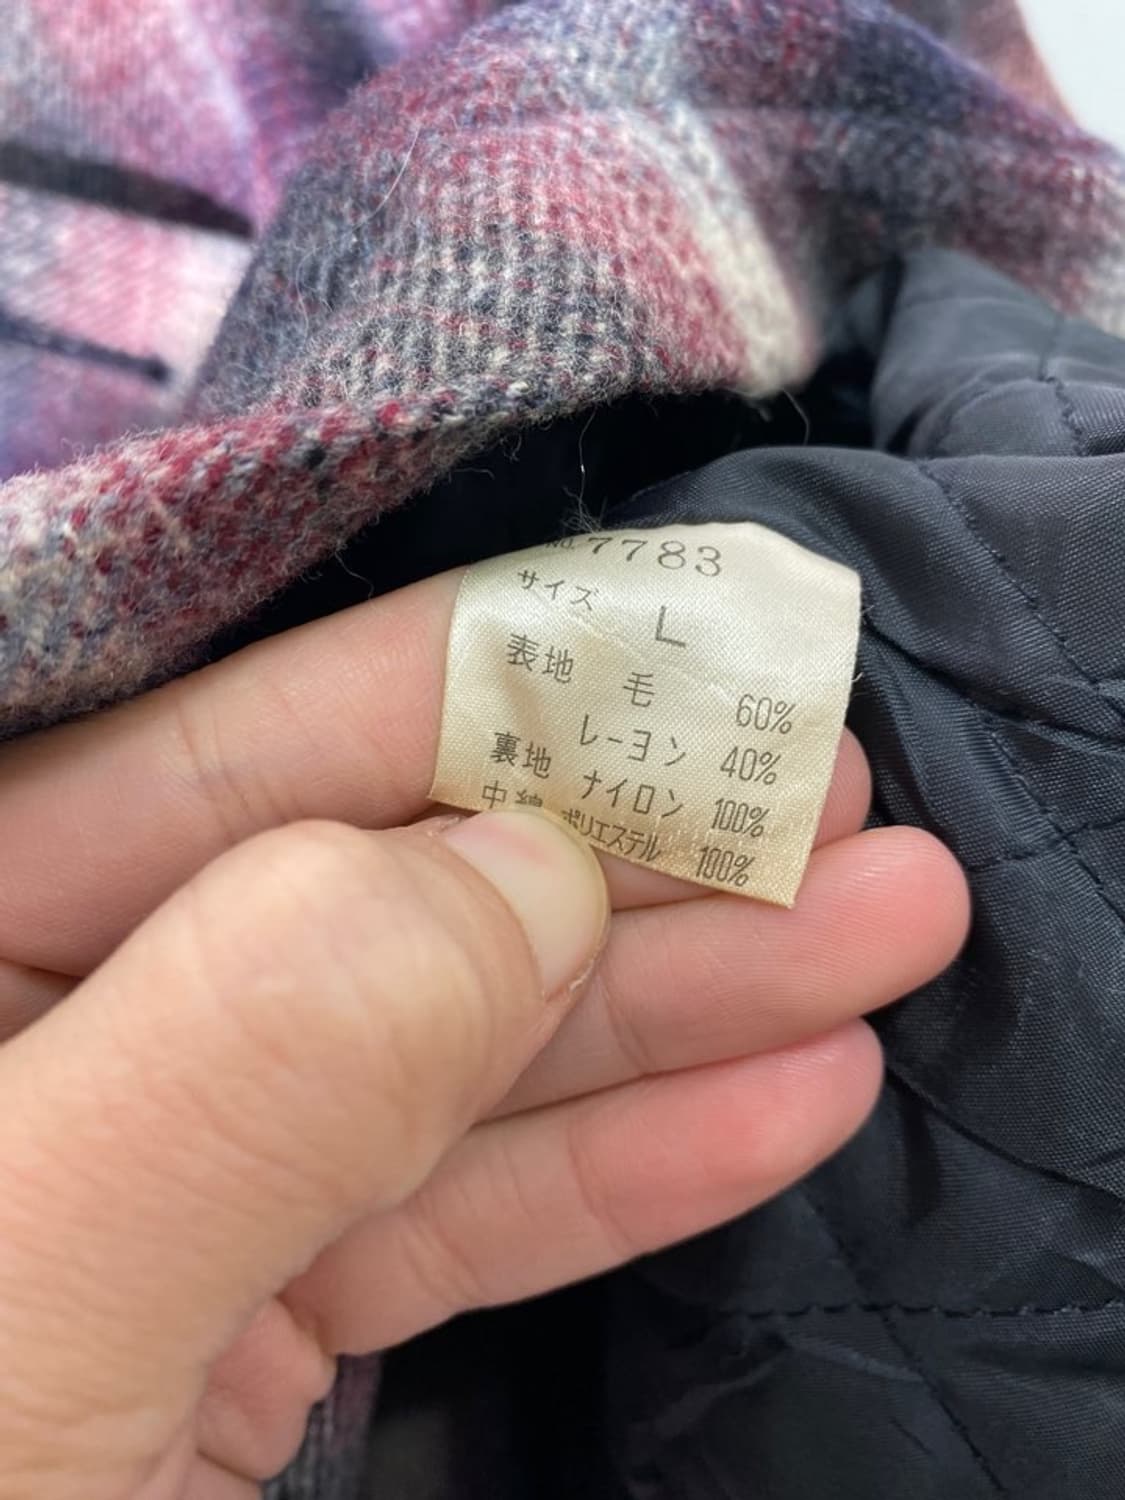 No. 7783
サイズ L
表地 毛 60%
レーヨン 40%
裏地 ナイロン 100%
中綿 ポリエステル 100%